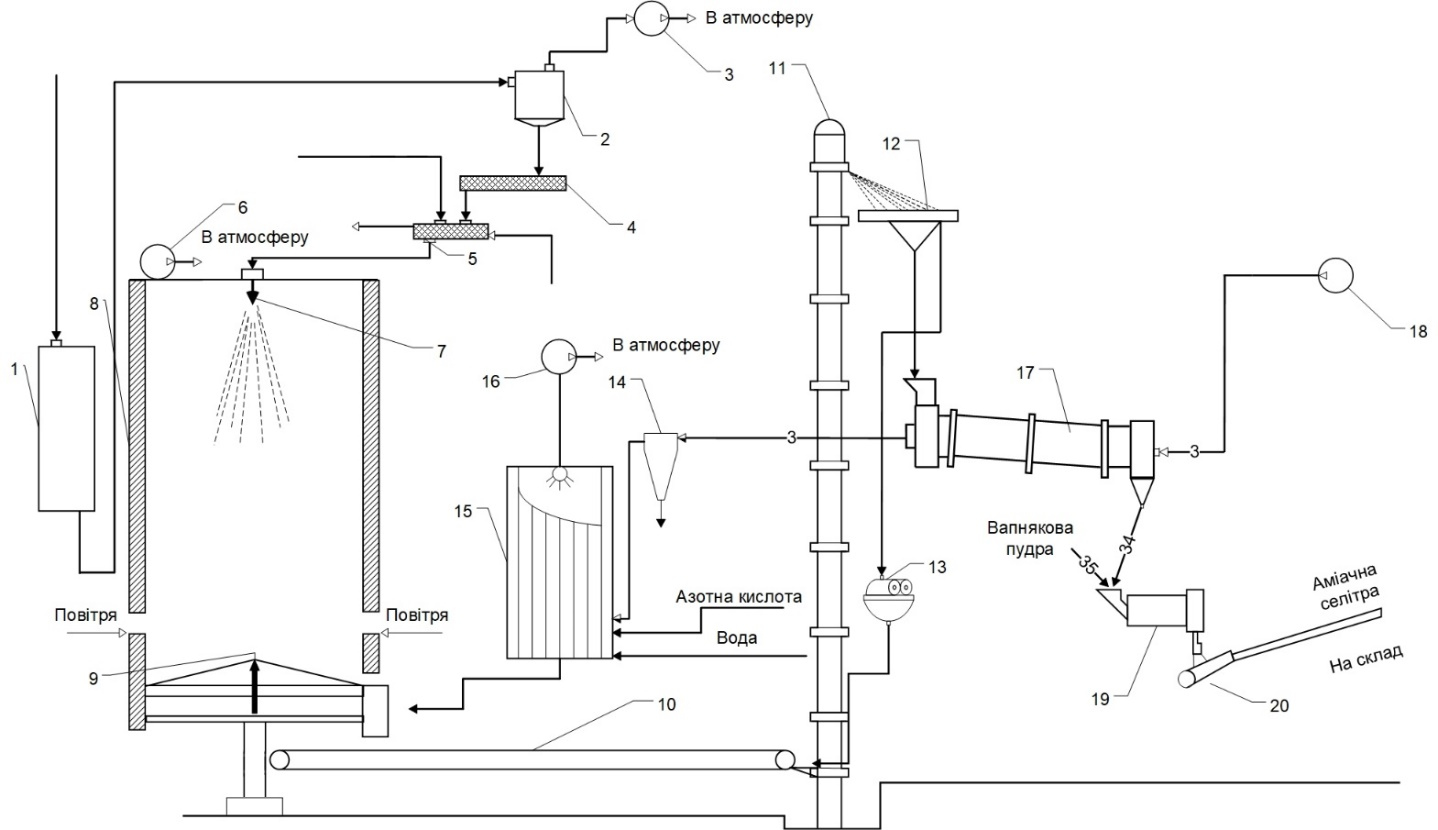 В атмосферу
3
11
2
12
6
4
В атмосферу
5
8
7
18
В атмосферу
1
16
14
17
3
3
15
Вапнякова
пудра
34
35
13
Аміачна
селітра
Азотна кислота
Повітря
Повітря
Вода
На склад
9
19
20
10